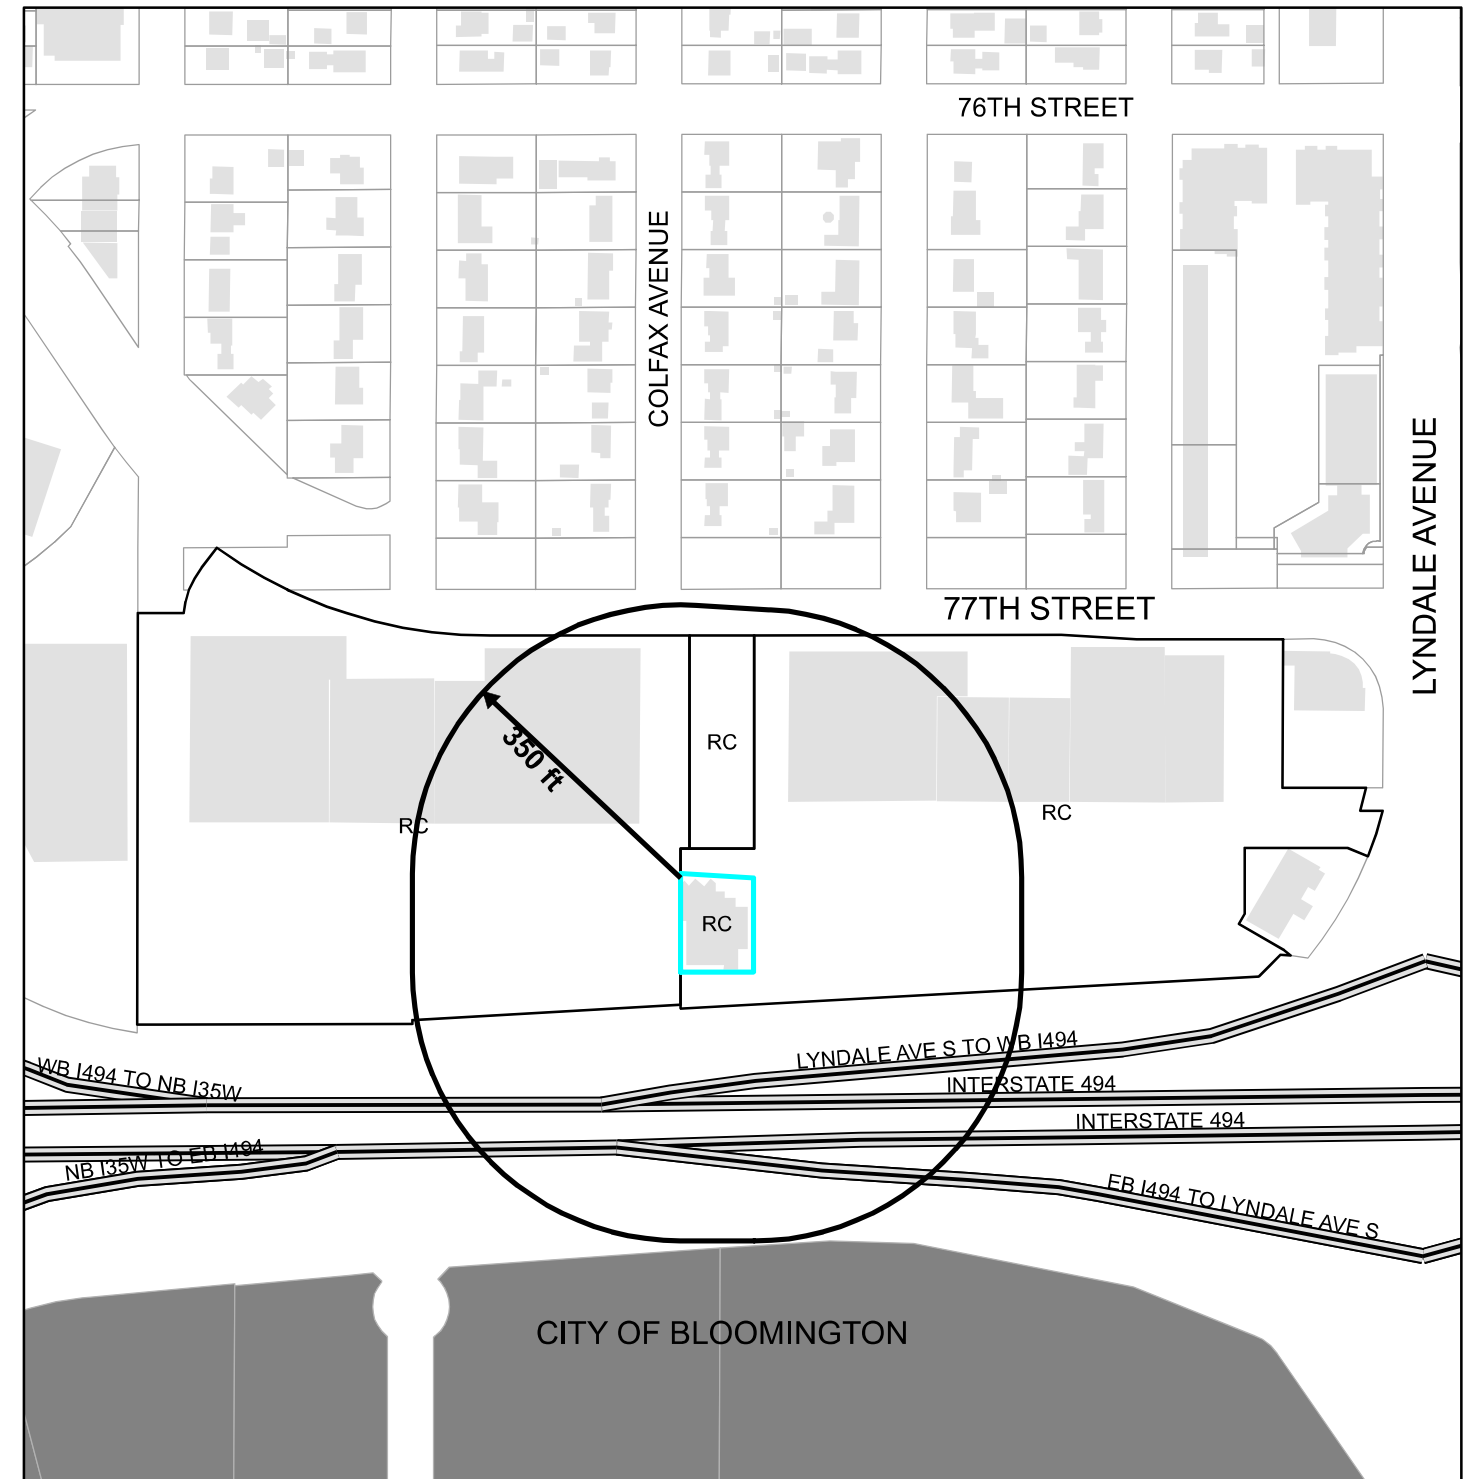 76TH STREET
COLFAX AVENUE
LYNDALE AVENUE
77TH STREET
350 ft
RC
RC
RC
RC
LYNDALE AVE S TO WB I494
WB I494 TO NB I35W
INTERSTATE 494
INTERSTATE 494
NB I35W TO EB I494
EB I494 TO LYNDALE AVE S
CITY OF BLOOMINGTON